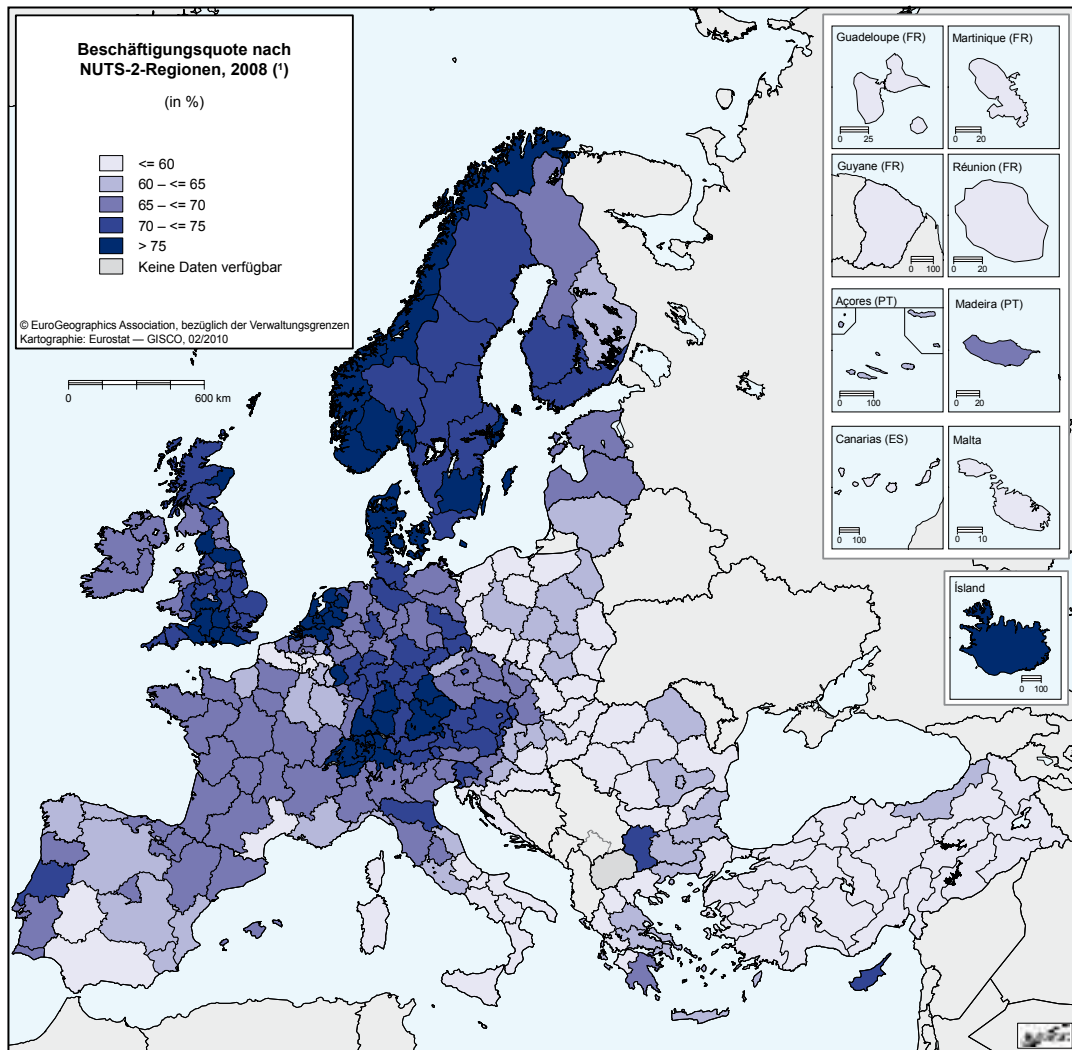 Beschäftigungsquote nach
NUTS-2-Regionen, 2008 (¹)
(in %)
<= 60
60 – <= 65
65 – <= 70
70 – <= 75
> 75
Keine Daten verfügbar
© EuroGeographics Association, bezüglich der Verwaltungsgrenzen
Kartographie: Eurostat — GISCO, 02/2010
0 600 km
Guadeloupe (FR)
0 25
Martinique (FR)
0 20
Guyane (FR)
0 100
Réunion (FR)
0 20
Açores (PT)
0 100
Madeira (PT)
0 20
Canarias (ES)
0 100
Malta
0 10
Ísland
0 100